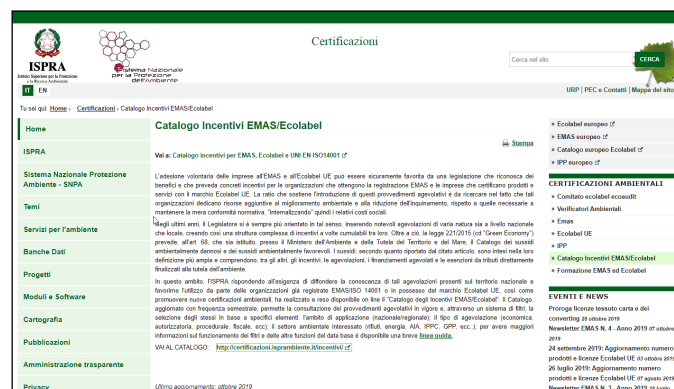 Certificazioni
ISPRA
Istituto Superiore per la Protezione
e la Ricerca Ambientale
Sistema Nazionale
per la Protezione
dell'Ambiente
Cerca nel sito
CERCA
IT EN
URP | PEC e Contatti | Mappa del sito
Tu sei qui: Home › Certificazioni › Catalogo Incentivi EMAS/Ecolabel
Home
ISPRA
Sistema Nazionale Protezione
Ambiente - SNPA
Temi
Servizi per l'ambiente
Banche Dati
Progetti
Moduli e Software
Cartografia
Pubblicazioni
Amministrazione trasparente
Privacy
Catalogo Incentivi EMAS/Ecolabel
Stampa
Vai a: Catalogo incentivi per EMAS, Ecolabel e UNI EN ISO14001
L'adesione volontaria delle imprese all'EMAS e all'Ecolabel UE può essere sicuramente favorita da una legislazione che riconosca dei
benefici e che preveda concreti incentivi per le organizzazioni che ottengono la registrazione EMAS e le imprese che certificano prodotti e
servizi con il marchio Ecolabel UE. La ratio che sostiene l'introduzione di questi provvedimenti agevolativi è da ricercare nel fatto che tali
organizzazioni dedicano risorse aggiuntive al miglioramento ambientale e alla riduzione dell'inquinamento, rispetto a quelle necessarie a
mantenere la mera conformità normativa, "internalizzando" quindi i relativi costi sociali.
Negli ultimi anni, il Legislatore si è sempre più orientato in tal senso, inserendo notevoli agevolazioni di varia natura sia a livello nazionale
che locale, creando così una struttura complessa di incentivi a volte cumulabili tra loro. Oltre a ciò, la legge 221/2015 (cd "Green Economy")
prevede, all'art. 68, che sia istituito, presso il Ministero dell'Ambiente e della Tutela del Territorio e del Mare, il Catalogo dei sussidi
ambientalmente dannosi e dei sussidi ambientalmente favorevoli. I sussidi, secondo quanto riportato dal citato articolo, sono intesi nella loro
definizione più ampia e comprendono, tra gli altri, gli incentivi, le agevolazioni, i finanziamenti agevolati e le esenzioni da tributi direttamente
finalizzati alla tutela dell'ambiente.
In questo ambito, l'ISPRA rispondendo all'esigenza di diffondere la conoscenza di tali agevolazioni presenti sul territorio nazionale e
favorirne l'utilizzo da parte delle organizzazioni già registrate EMAS/ISO 14001 o in possesso del marchio Ecolabel UE, così come
promuovere nuove certificazioni ambientali, ha realizzato e reso disponibile on line il "Catalogo degli Incentivi EMAS/Ecolabel". Il Catalogo,
aggiornato con frequenza semestrale, permette la consultazione dei provvedimenti agevolativi in vigore e, attraverso un sistema di filtri, la
selezione degli stessi in base a specifici elementi: l'ambito di applicazione (nazionale/regionale); il tipo di agevolazione (economica,
autorizzatoria, procedurale, fiscale, ecc); il settore ambientale interessato (rifiuti, energia, AIA, IPPC, GPP, ecc..); per avere maggiori
informazioni sul funzionamento dei filtri e delle altre funzioni del data base è disponibile una breve linea guida.
VAI AL CATALOGO: http://certificazioni.isprambiente.it/incentivi/
Ultimo aggiornamento: ottobre 2019
» Ecolabel europeo
» EMAS europeo
» Catalogo europeo Ecolabel
» IPP europeo
CERTIFICAZIONI AMBIENTALI
» Comitato ecolabel ecoaudit
» Verificatori Ambientali
» Emas
» Ecolabel UE
» IPP
» Catalogo Incentivi EMAS/Ecolabel
» Formazione EMAS ed Ecolabel
EVENTI E NEWS
Proroga licenze tessuto carta e del
converting 28 ottobre 2019
Newsletter EMAS N. 4 - Anno 2019 07 ottobre
2019
24 settembre 2019: Aggiornamento numero
prodotti e licenze Ecolabel UE 03 ottobre 2019
26 luglio 2019: Aggiornamento numero
prodotti e licenze Ecolabel UE 07 agosto 2019
Newsletter EMAS N. 3 - Anno 2019 16 luglio